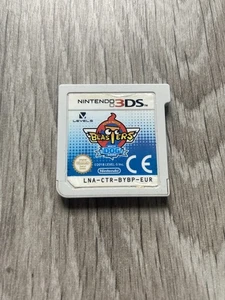 NINTENDO 3DS
LEVEL5
BLASTERS
Nintendo
CE
LNA-CTR-BYBP-EUR